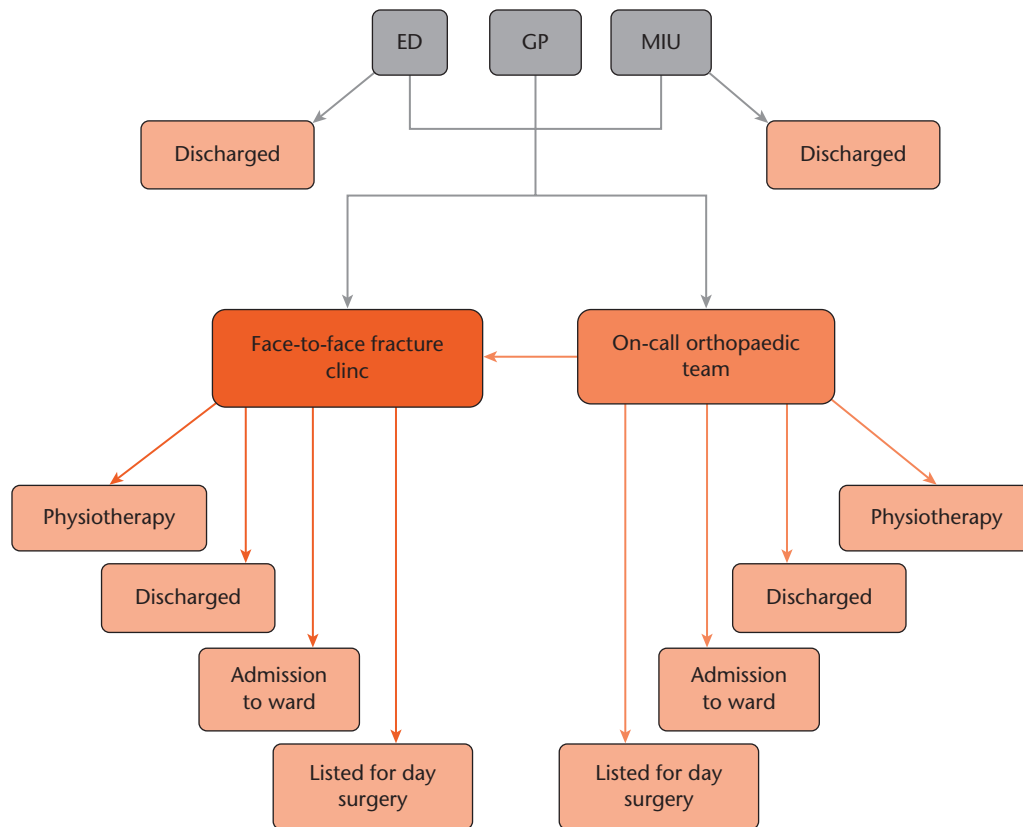 ED
GP
MIU
Discharged
Discharged
Face-to-face fracture
clinc
On-call orthopaedic
team
Physiotherapy
Physiotherapy
Discharged
Discharged
Admission
to ward
Admission
to ward
Listed for day
surgery
Listed for day
surgery